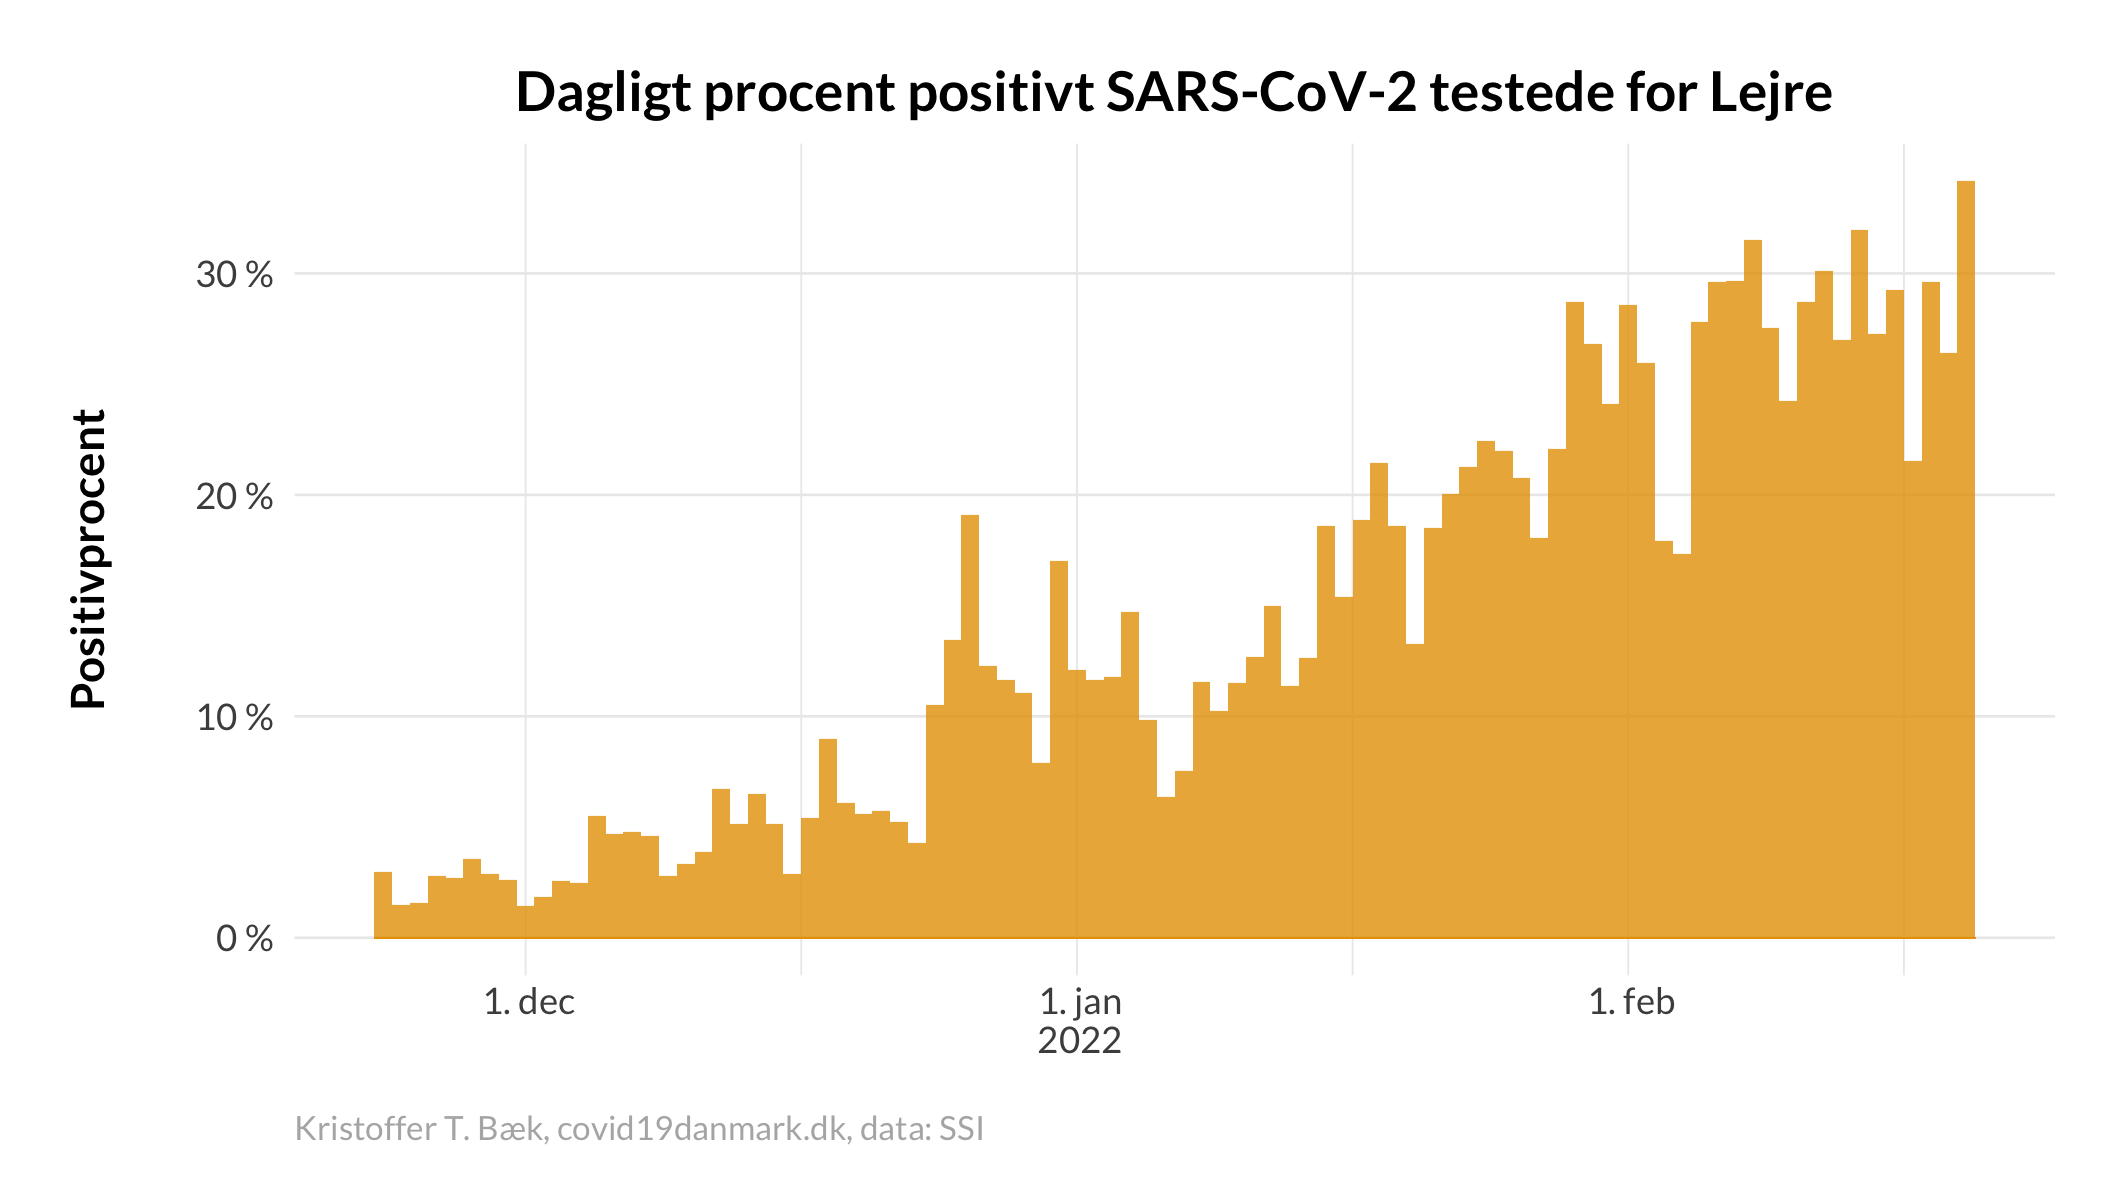 Dagligt procent positivt SARS-CoV-2 testede for Lejre
Positivprocent
30 %
20 %
10 %
0 %
1. dec
1. jan
2022
1. feb
Kristoffer T. Bæk, covid19danmark.dk, data: SSI